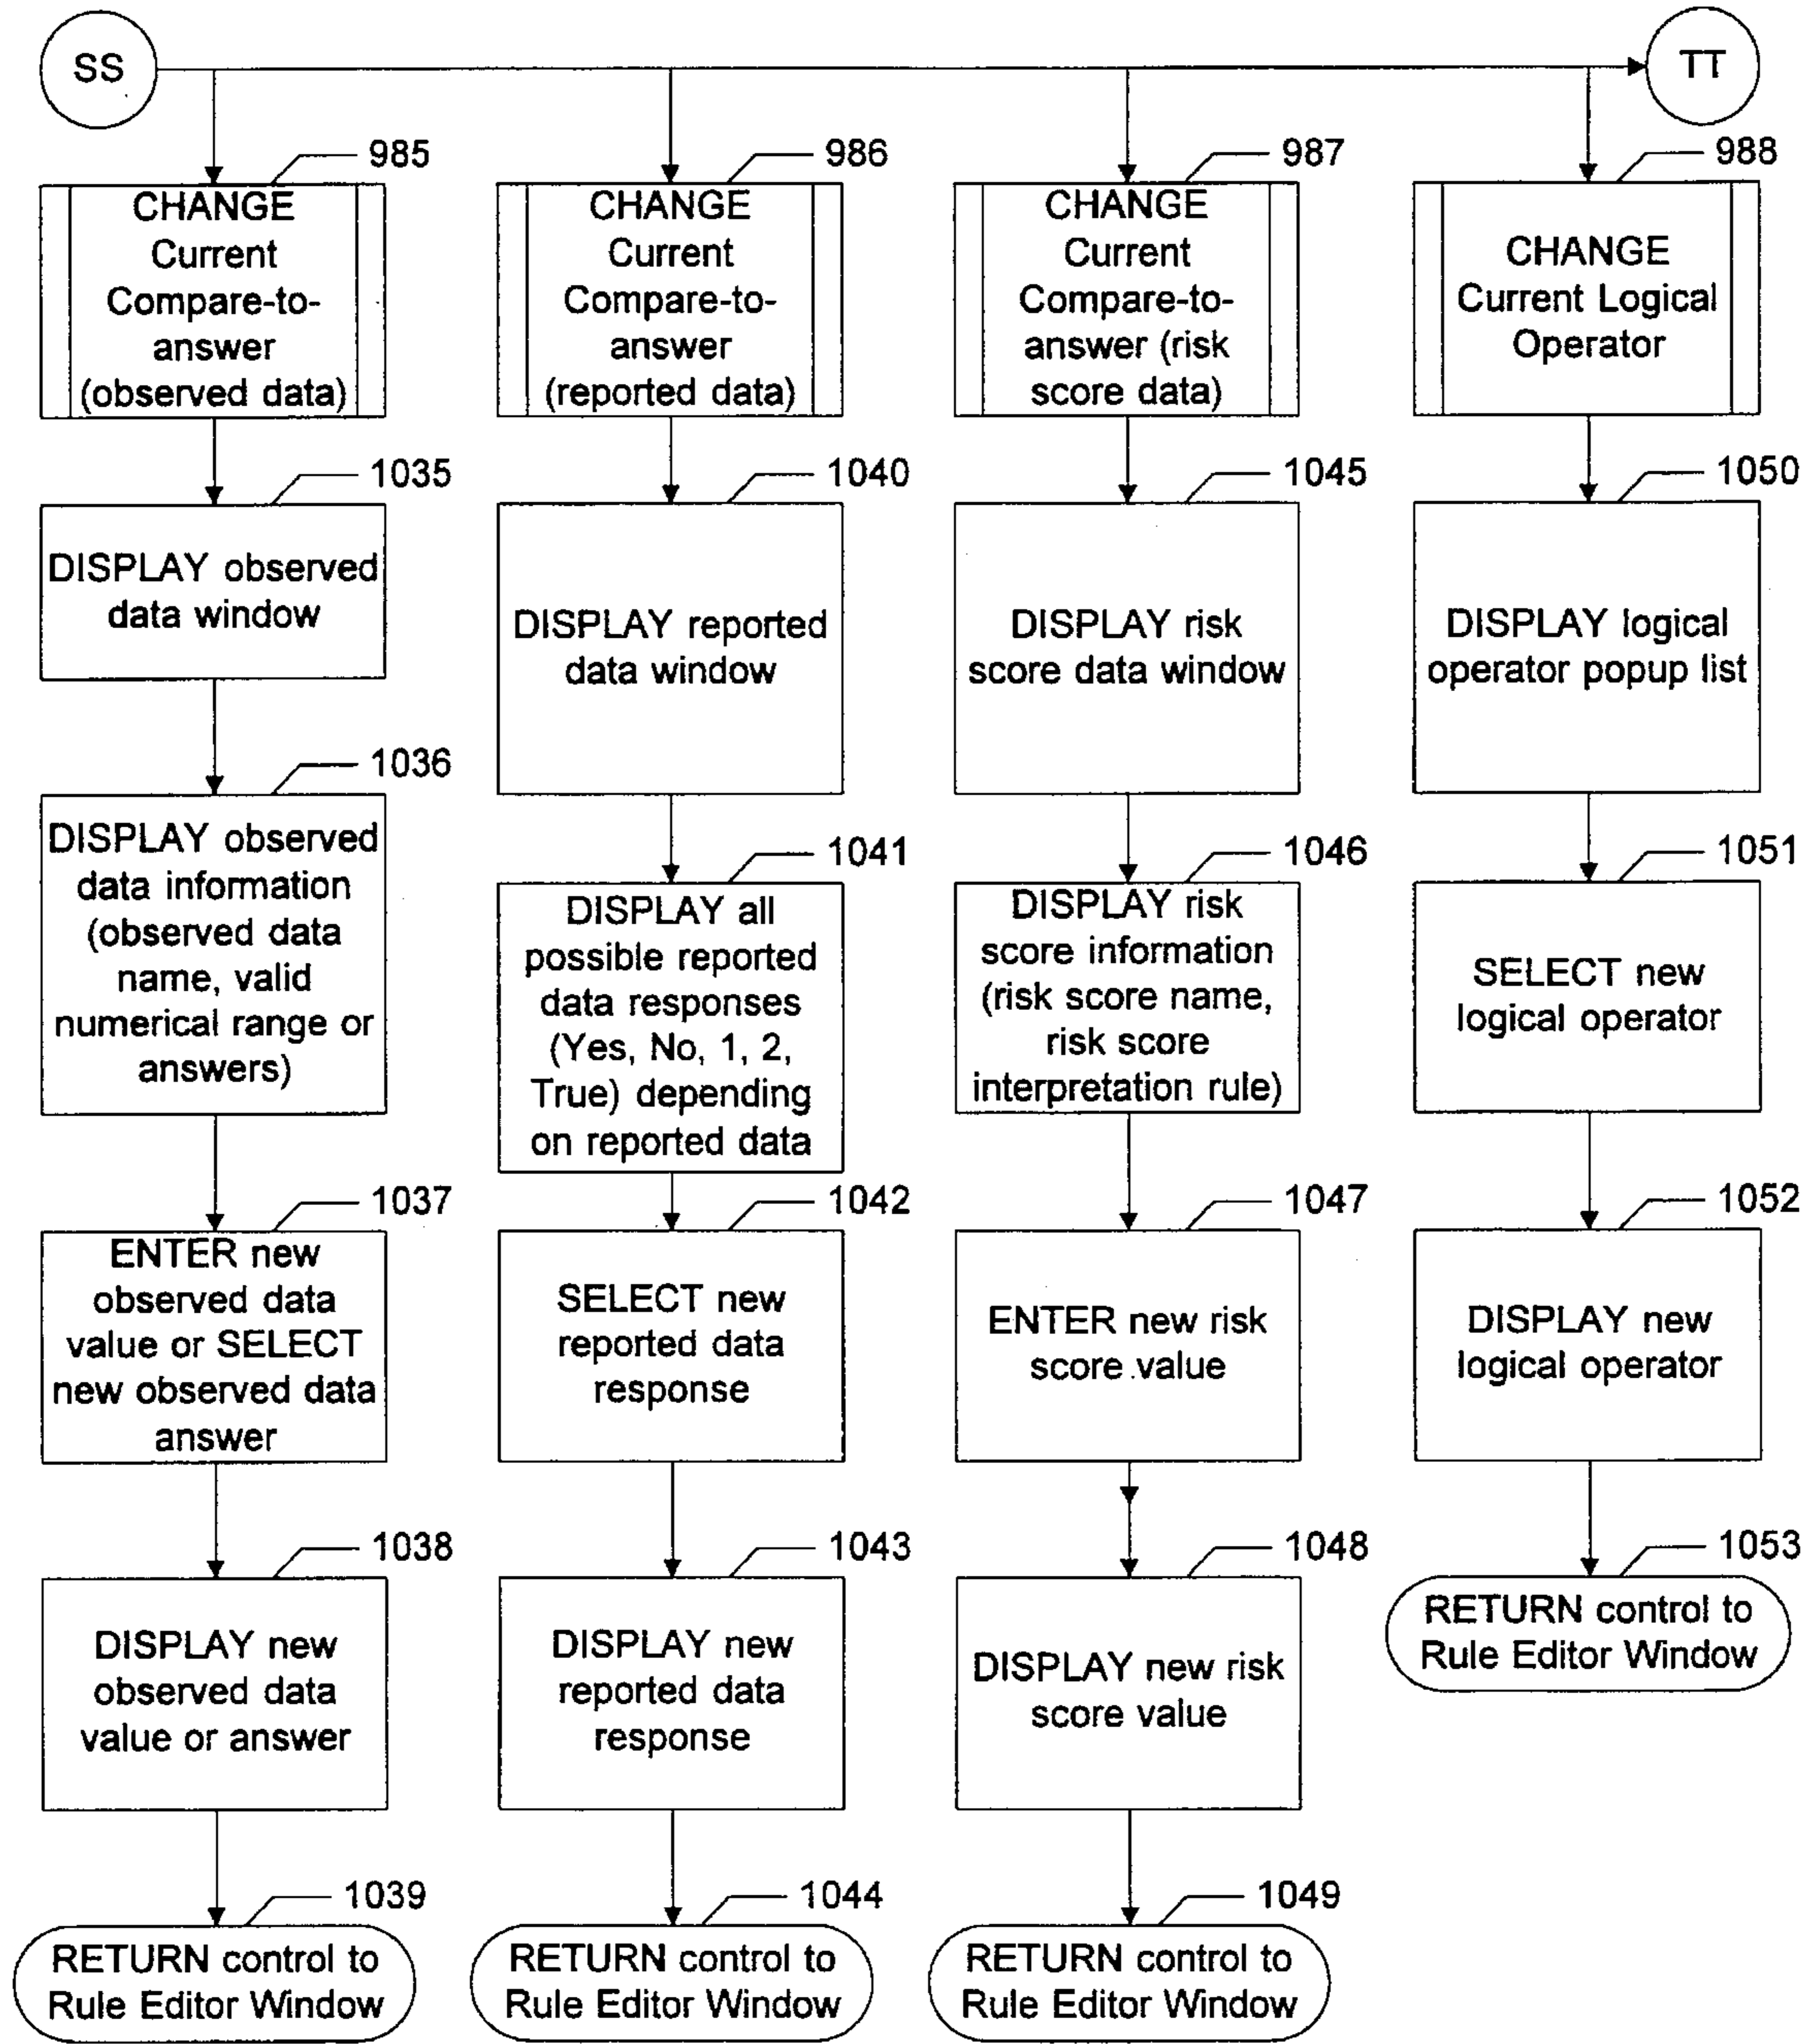 SS
TT
985
CHANGE
Current
Compare-to-
answer
(observed data)
1035
DISPLAY observed
data window
1036
DISPLAY observed
data information
(observed data
name, valid
numerical range or
answers)
1037
ENTER new
observed data
value or SELECT
new observed data
answer
1038
DISPLAY new
observed data
value or answer
1039
RETURN control to
Rule Editor Window
986
CHANGE
Current
Compare-to-
answer
(reported data)
1040
DISPLAY reported
data window
1041
DISPLAY all
possible reported
data responses
(Yes, No, 1, 2,
True) depending
on reported data
1042
SELECT new
reported data
response
1043
DISPLAY new
reported data
response
1044
RETURN control to
Rule Editor Window
987
CHANGE
Current
Compare-to-
answer (risk
score data)
1045
DISPLAY risk
score data window
1046
DISPLAY risk
score information
(risk score name,
risk score
interpretation rule)
1047
ENTER new risk
score value
1048
DISPLAY new risk
score value
1049
RETURN control to
Rule Editor Window
988
CHANGE
Current Logical
Operator
1050
DISPLAY logical
operator popup list
1051
SELECT new
logical operator
1052
DISPLAY new
logical operator
1053
RETURN control to
Rule Editor Window